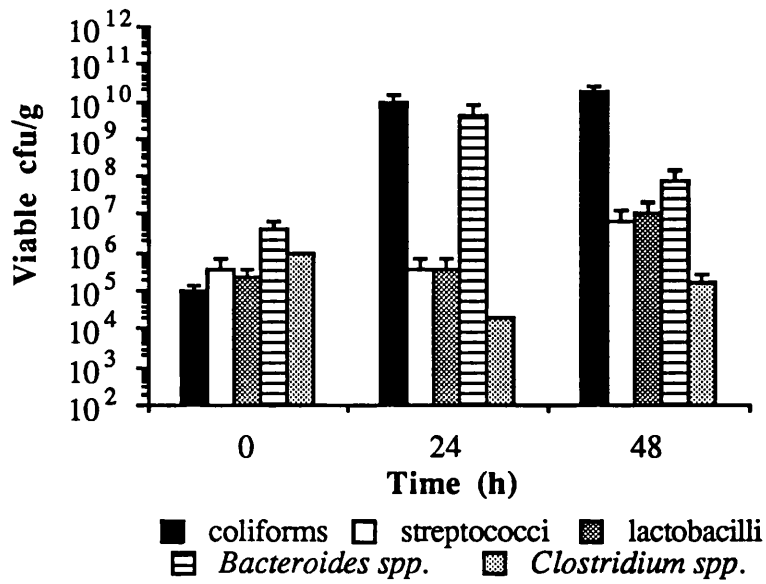 Viable cfu/g
10^12
10^11
10^10
10^9
10^8
10^7
10^6
10^5
10^4
10^3
10^2
0 24 48
Time (h)
coliforms streptococci lactobacilli
Bacteroides spp. Clostridium spp.